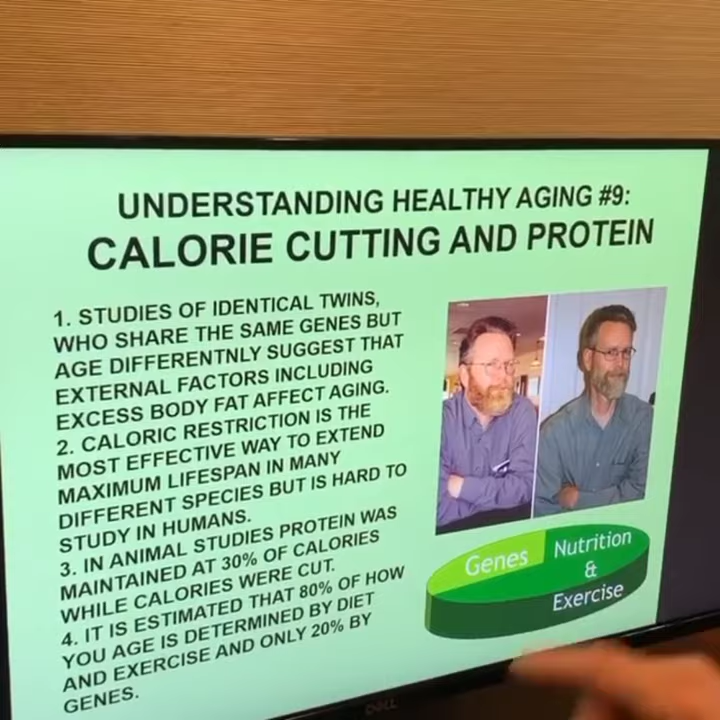 UNDERSTANDING HEALTHY AGING #9:
CALORIE CUTTING AND PROTEIN
1. STUDIES OF IDENTICAL TWINS,
WHO SHARE THE SAME GENES BUT
AGE DIFFERENTNLY SUGGEST THAT
EXTERNAL FACTORS INCLUDING
EXCESS BODY FAT AFFECT AGING.
2. CALORIC RESTRICTION IS THE
MOST EFFECTIVE WAY TO EXTEND
MAXIMUM LIFESPAN IN MANY
DIFFERENT SPECIES BUT IS HARD TO
STUDY IN HUMANS.
3. IN ANIMAL STUDIES PROTEIN WAS
MAINTAINED AT 30% OF CALORIES
WHILE CALORIES WERE CUT.
4. IT IS ESTIMATED THAT 80% OF HOW
YOU AGE IS DETERMINED BY DIET
AND EXERCISE AND ONLY 20% BY
GENES.
Genes
Nutrition
&
Exercise
DELL